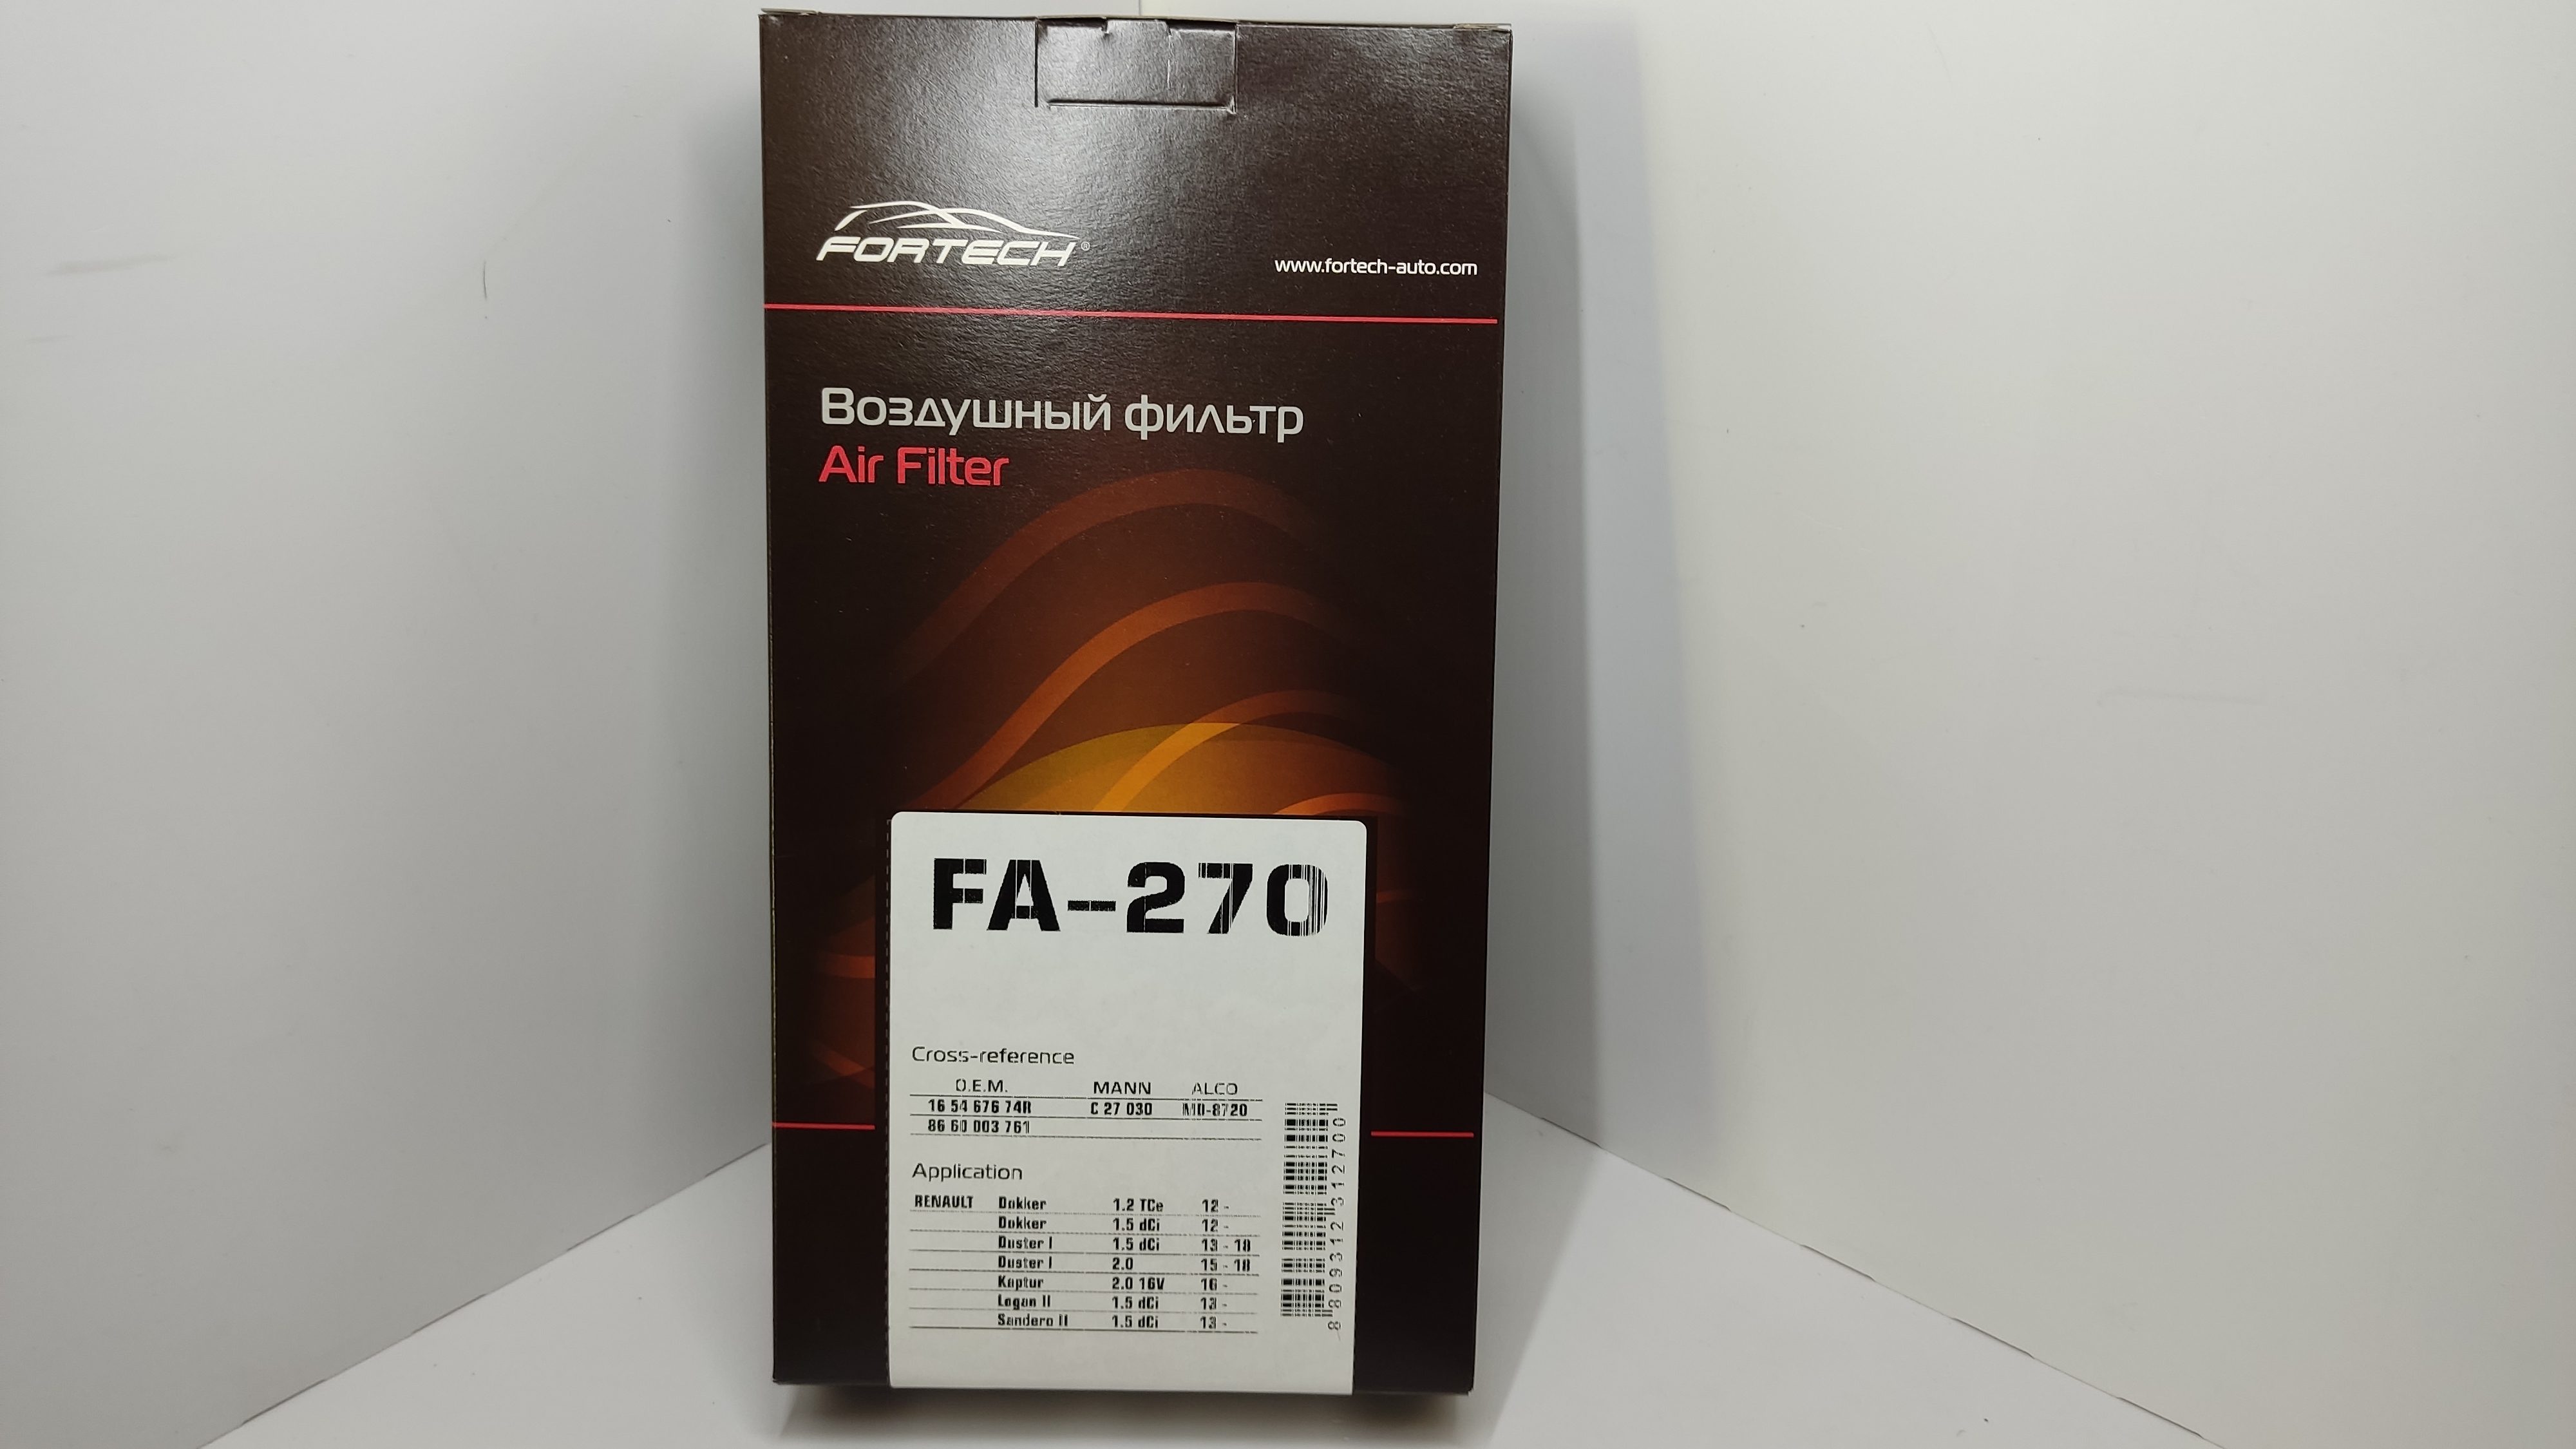 FORTECH®
www.fortech-auto.com
Воздушный фильтр
Air Filter
FA-270
Cross-reference
O.E.M. MANN ALCO
16 54 676 74R C 27 030 MD-8720
86 60 003 761
Application
RENAULT Dokker 1.2 TCe 12 -
Dokker 1.5 dCi 12 -
Duster I 1.5 dCi 13 - 18
Duster I 2.0 15 - 18
Kaptur 2.0 16V 16 -
Logan II 1.5 dCi 13 -
Sandero II 1.5 dCi 13 -
8 809312 312700